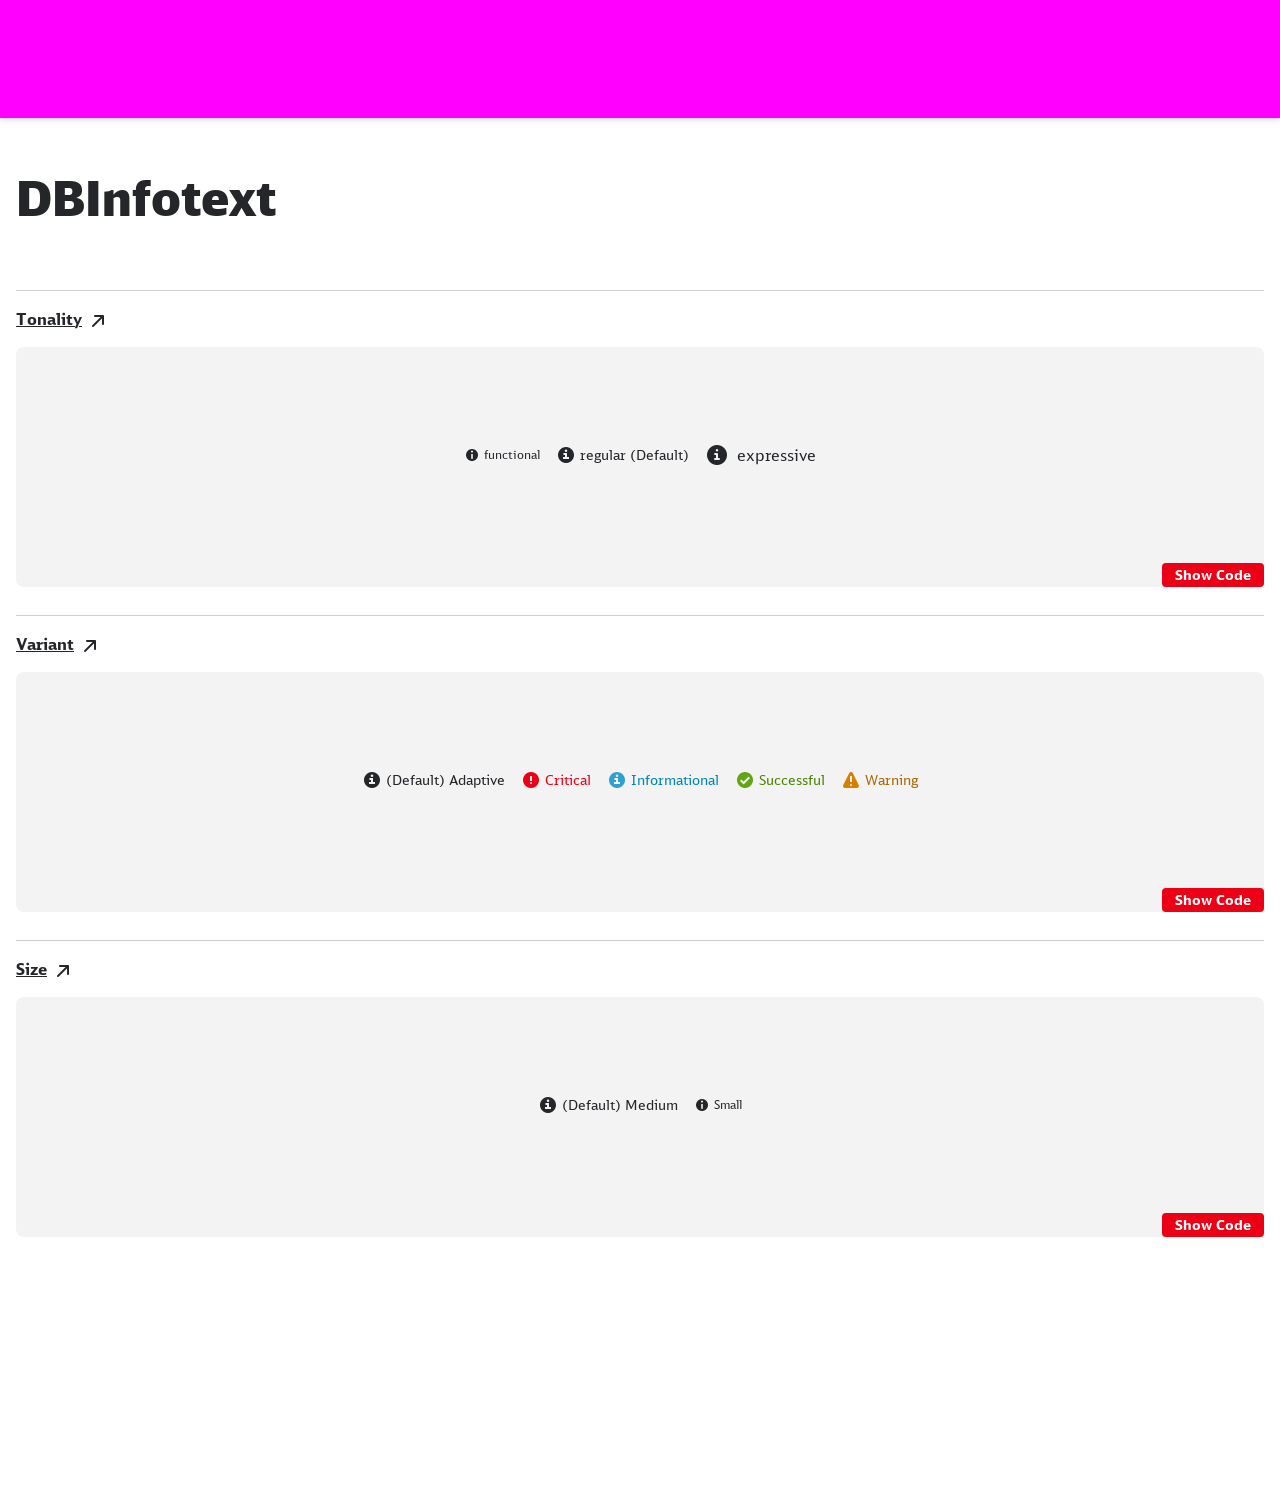 DBInfotext
Tonality
functional regular (Default) expressive
Show Code
Variant
(Default) Adaptive Critical Informational Successful Warning
Show Code
Size
(Default) Medium Small
Show Code